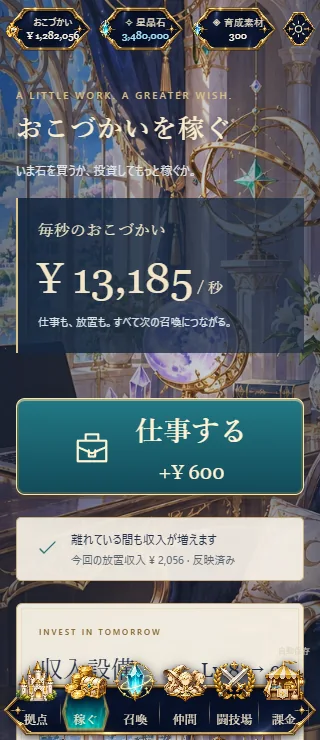 おこづかい
¥1,282,056
✧ 星晶石
3,480,000
◈ 育成素材
300
A LITTLE WORK. A GREATER WISH.
おこづかいを稼ぐ
いま石を買うか、投資してもっと稼ぐか。
毎秒のおこづかい
¥ 13,185 / 秒
仕事も、放置も。すべて次の召喚につながる。
仕事する
+¥ 600
離れている間も収入が増えます
今回の放置収入 ¥ 2,056 · 反映済み
INVEST IN TOMORROW
収入設備
拠点
稼ぐ
召喚
仲間
闘技場
課金